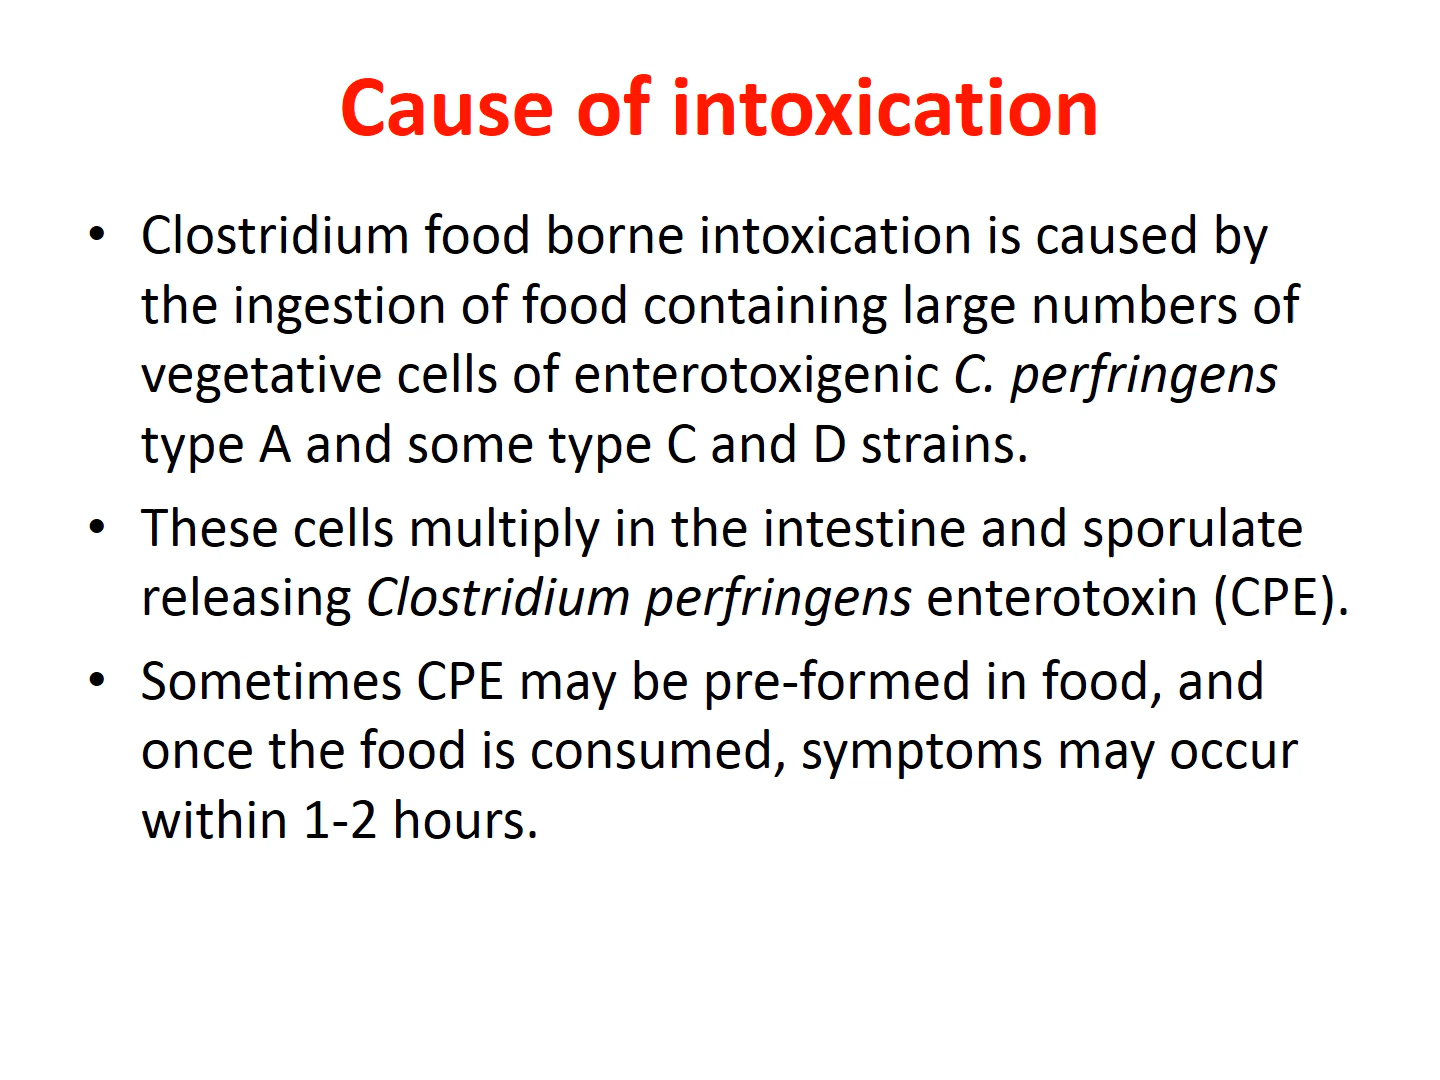 Cause of intoxication
• Clostridium food borne intoxication is caused by
the ingestion of food containing large numbers of
vegetative cells of enterotoxigenic C. perfringens
type A and some type C and D strains.
• These cells multiply in the intestine and sporulate
releasing Clostridium perfringens enterotoxin (CPE).
• Sometimes CPE may be pre-formed in food, and
once the food is consumed, symptoms may occur
within 1-2 hours.